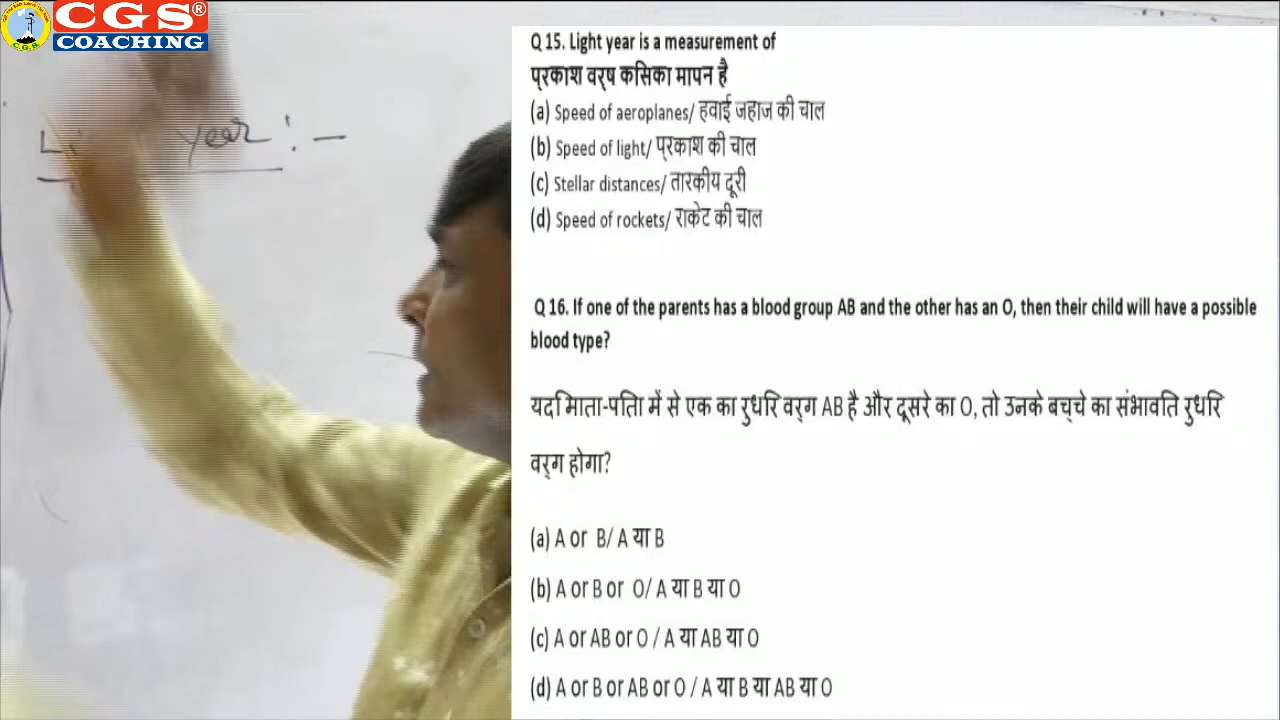 CGS®
COACHING
C.G.S.
year : -
Q 15. Light year is a measurement of
प्रकाश वर्ष कसिका मापन है
(a) Speed of aeroplanes/ हवाई जहाज की चाल
(b) Speed of light/ प्रकाश की चाल
(c) Stellar distances/ तारकीय दूरी
(d) Speed of rockets/ राकेट की चाल
Q 16. If one of the parents has a blood group AB and the other has an O, then their child will have a possible
blood type?
यदमिाता-पतिा में से एक का रुधरि वर्ग AB है और दूसरे का O, तो उनके बच्चे का संभावति रुधरि
वर्ग होगा?
(a) A or B/ A या B
(b) A or B or O/ A या B या O
(c) A or AB or O / A या AB या O
(d) A or B or AB or O / A या B या AB या O